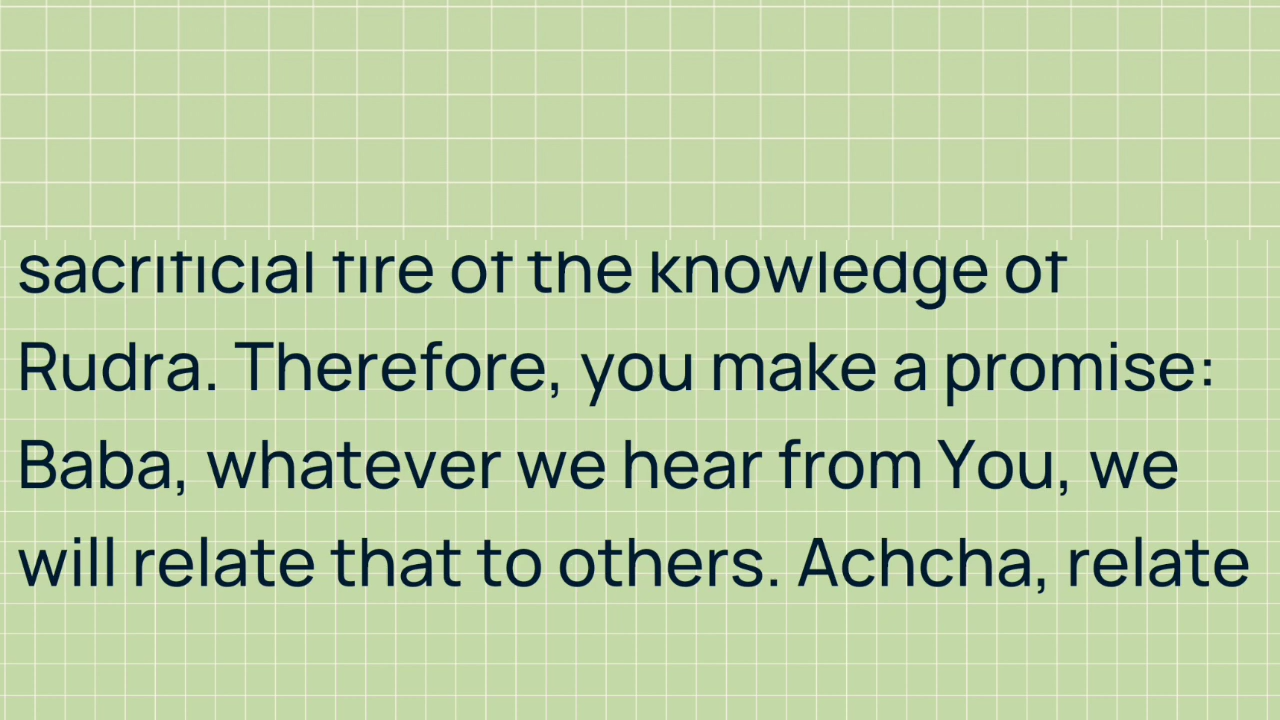 sacrificial fire of the knowledge of
Rudra. Therefore, you make a promise:
Baba, whatever we hear from You, we
will relate that to others. Achcha, relate